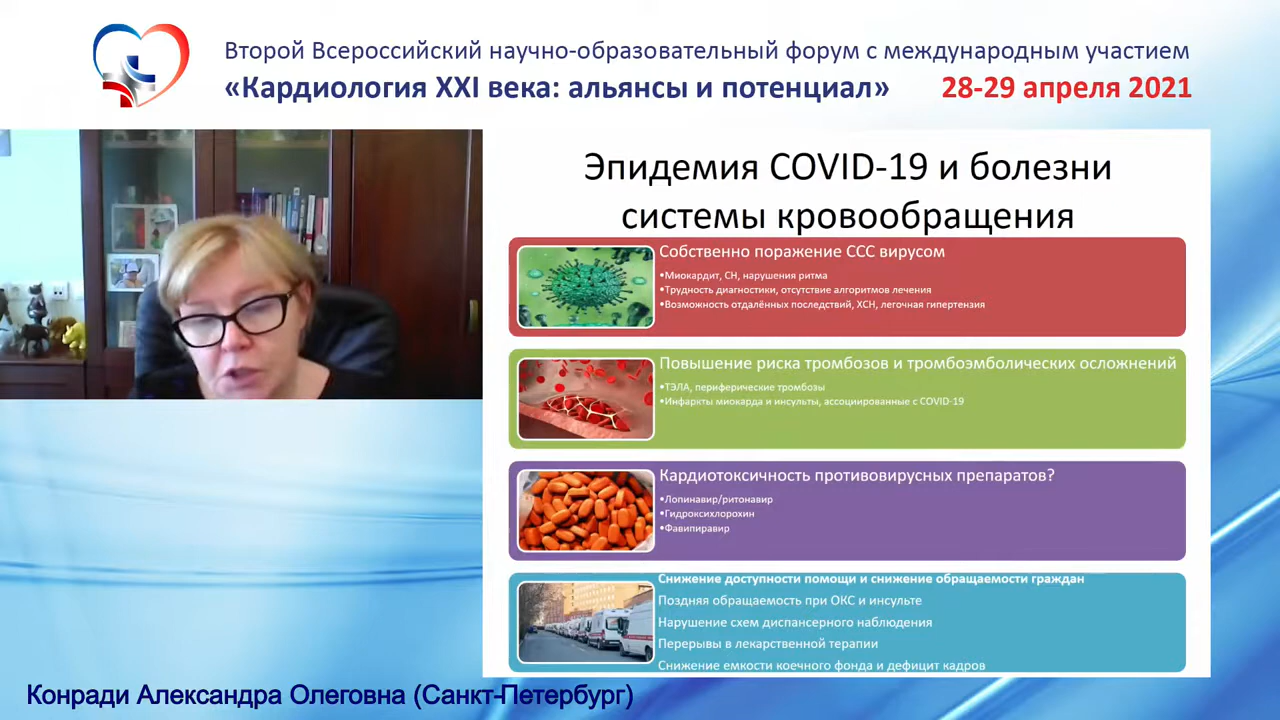 Второй Всероссийский научно-образовательный форум с международным участием
«Кардиология XXI века: альянсы и потенциал» 28-29 апреля 2021
Эпидемия COVID-19 и болезни
системы кровообращения
Собственно поражение ССС вирусом
•Миокардит, СН, нарушения ритма
•Трудность диагностики, отсутствие алгоритмов лечения
•Возможность отдалённых последствий, ХСН, легочная гипертензия
Повышение риска тромбозов и тромбоэмболических осложнений
•ТЭЛА, периферические тромбозы
•Инфаркты миокарда и инсульты, ассоциированные с COVID-19
Кардиотоксичность противовирусных препаратов?
•Лопинавир/ритонавир
•Гидроксихлорохин
•Фавипиравир
Снижение доступности помощи и снижение обращаемости граждан
Поздняя обращаемость при ОКС и инсульте
Нарушение схем диспансерного наблюдения
Перерывы в лекарственной терапии
Снижение емкости коечного фонда и дефицит кадров
Конради Александра Олеговна (Санкт-Петербург)